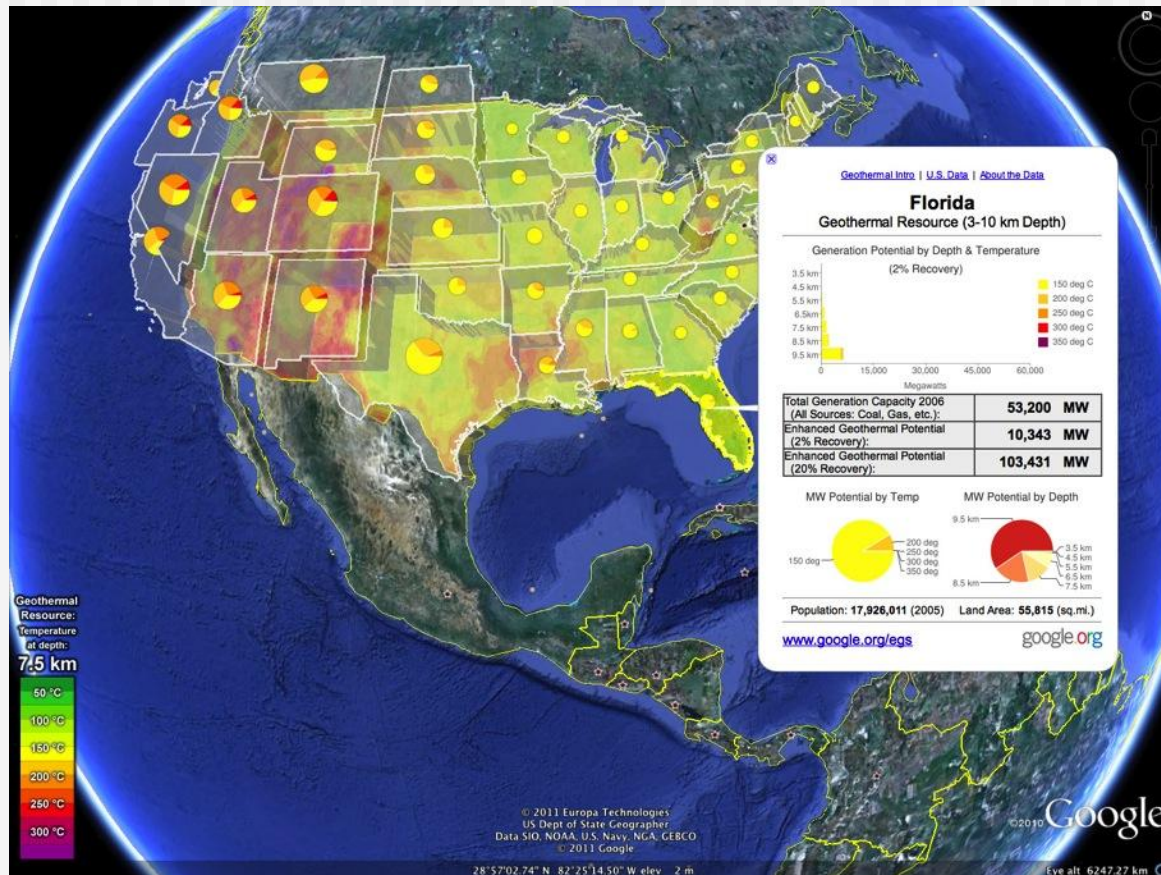 Geothermal Intro | U.S. Data | About the Data
Florida
Geothermal Resource (3-10 km Depth)
Generation Potential by Depth & Temperature
(2% Recovery)
3.5 km
4.5 km
5.5 km
6.5km
7.5 km
8.5 km
9.5 km
0 15,000 30,000 45,000 60,000
Megawatts
150 deg C
200 deg C
250 deg C
300 deg C
350 deg C
Total Generation Capacity 2006
(All Sources: Coal, Gas, etc.):
53,200 MW
Enhanced Geothermal Potential
(2% Recovery):
10,343 MW
Enhanced Geothermal Potential
(20% Recovery):
103,431 MW
MW Potential by Temp
150 deg
200 deg
250 deg
300 deg
350 deg
MW Potential by Depth
9.5 km
8.5 km
3.5 km
4.5 km
5.5 km
6.5 km
7.5 km
Population: 17,926,011 (2005) Land Area: 55,815 (sq.mi.)
www.google.org/egs
google.org
Geothermal
Resource:
Temperature
at depth:
7.5 km
50 °C
100 °C
150 °C
200 °C
250 °C
300 °C
© 2011 Europa Technologies
US Dept of State Geographer
Data SIO, NOAA, U.S. Navy, NGA, GEBCO
© 2011 Google
©2010 Google
28°57'02.74" N 82°25'14.50" W elev 2 m
Eye alt 6247.27 km
N